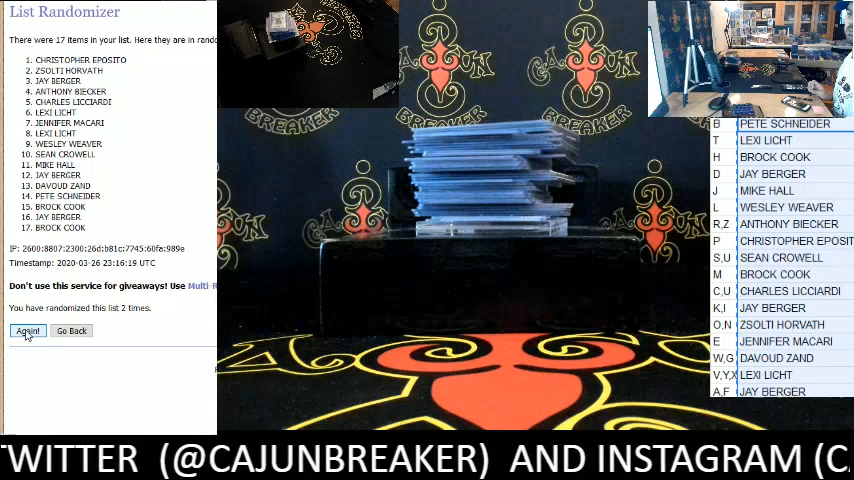 List Randomizer
There were 17 items in your list. Here they are in rando
1. CHRISTOPHER EPOSITO
2. ZSOLTI HORVATH
3. JAY BERGER
4. ANTHONY BIECKER
5. CHARLES LICCIARDI
6. LEXI LICHT
7. JENNIFER MACARI
8. LEXI LICHT
9. WESLEY WEAVER
10. SEAN CROWELL
11. MIKE HALL
12. JAY BERGER
13. DAVOUD ZAND
14. PETE SCHNEIDER
15. BROCK COOK
16. JAY BERGER
17. BROCK COOK
IP: 2600:8807:2300:26d:b81c:7745:60fa:989e
Timestamp: 2020-03-26 23:16:19 UTC
Don't use this service for giveaways! Use Multi-R
You have randomized this list 2 times.
Again! Go Back
CAJUN
BREAKER
CAJUN
BREAKER
B PETE SCHNEIDER
T LEXI LICHT
H BROCK COOK
D JAY BERGER
J MIKE HALL
L WESLEY WEAVER
R,Z ANTHONY BIECKER
P CHRISTOPHER EPOSIT
S,U SEAN CROWELL
M BROCK COOK
C,U CHARLES LICCIARDI
K,I JAY BERGER
O,N ZSOLTI HORVATH
E JENNIFER MACARI
W,G DAVOUD ZAND
V,Y,X LEXI LICHT
A,F JAY BERGER
TWITTER (@CAJUNBREAKER) AND INSTAGRAM (C